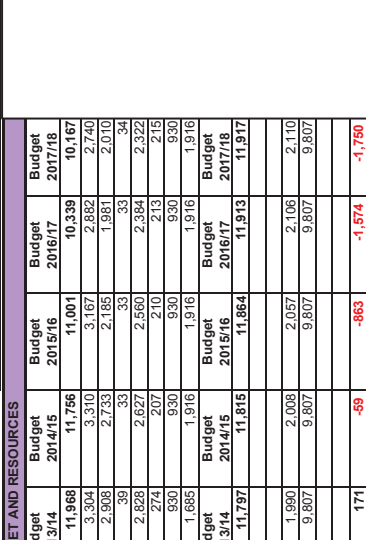 ET AND RESOURCES
dget Budget Budget Budget Budget
3/14 2014/15 2015/16 2016/17 2017/18
11,968 11,756 11,001 10,339 10,167
3,304 3,310 3,167 2,882 2,740
2,908 2,733 2,185 1,981 2,010
39 33 33 33 34
2,828 2,627 2,560 2,384 2,322
274 207 210 213 215
930 930 930 930 930
1,685 1,916 1,916 1,916 1,916
dget Budget Budget Budget Budget
3/14 2014/15 2015/16 2016/17 2017/18
11,797 11,815 11,864 11,913 11,917
1,990 2,008 2,057 2,106 2,110
9,807 9,807 9,807 9,807 9,807
171 -59 -863 -1,574 -1,750